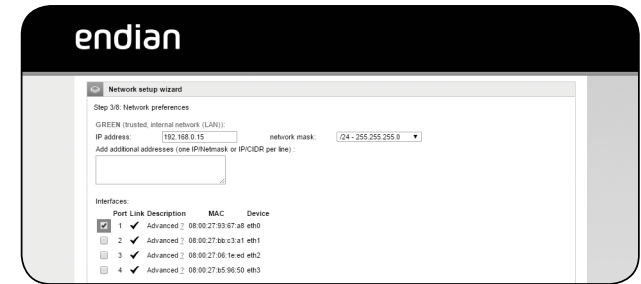 endian
Network setup wizard
Step 3/8: Network preferences
GREEN (trusted, internal network (LAN)):
IP address: 192.168.0.15 network mask: /24 - 255.255.255.0
Add additional addresses (one IP/Netmask or IP/CIDR per line) :
Interfaces:
Port Link Description MAC Device
1 Advanced ? 08:00:27:93:67:a8 eth0
2 Advanced ? 08:00:27:bb:c3:a1 eth1
3 Advanced ? 08:00:27:06:1e:ed eth2
4 Advanced ? 08:00:27:b5:96:50 eth3